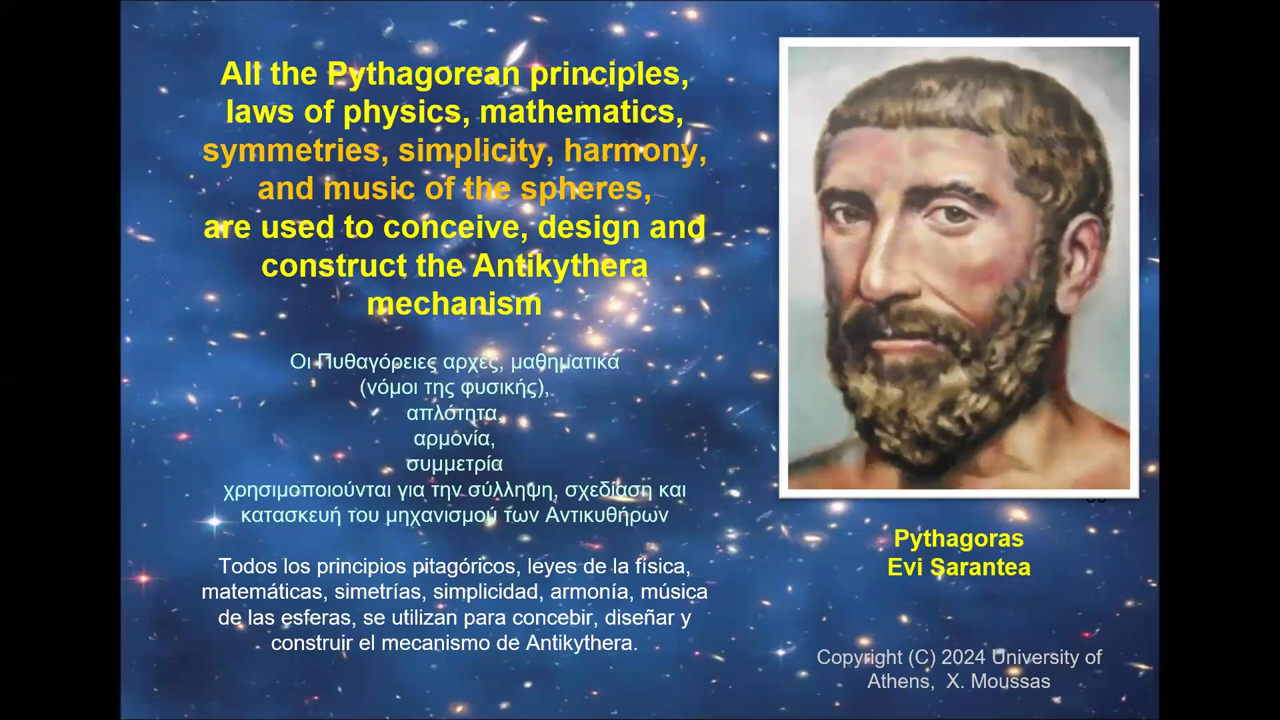 All the Pythagorean principles,
laws of physics, mathematics,
symmetries, simplicity, harmony,
and music of the spheres,
are used to conceive, design and
construct the Antikythera
mechanism
Οι Πυθαγόρειες αρχές, μαθηματικά
(νόμοι της φυσικής),
απλότητα,
αρμονία,
συμμετρία
χρησιμοποιούνται για την σύλληψη, σχεδίαση και
κατασκευή του μηχανισμού των Αντικυθήρων
Todos los principios pitagóricos, leyes de la física,
matemáticas, simetrías, simplicidad, armonía, música
de las esferas, se utilizan para concebir, diseñar y
construir el mecanismo de Antikythera.
Pythagoras
Evi Sarantea
Copyright (C) 2024 University of
Athens, X. Moussas